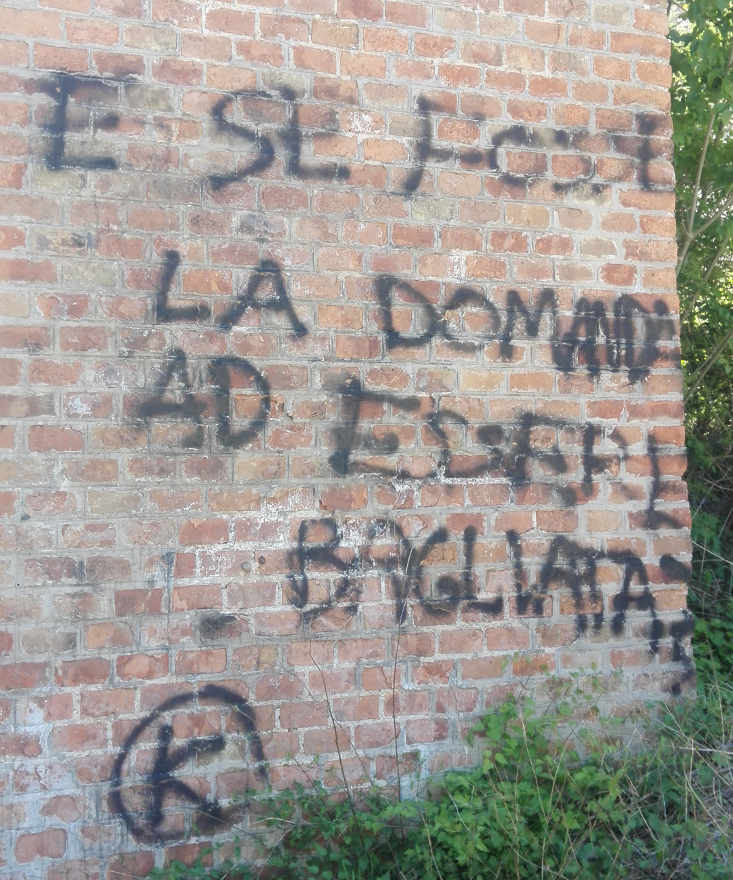 E SE FOSSE
LA DOMANDA
AD ESSERE
SBAGLIATA?
K